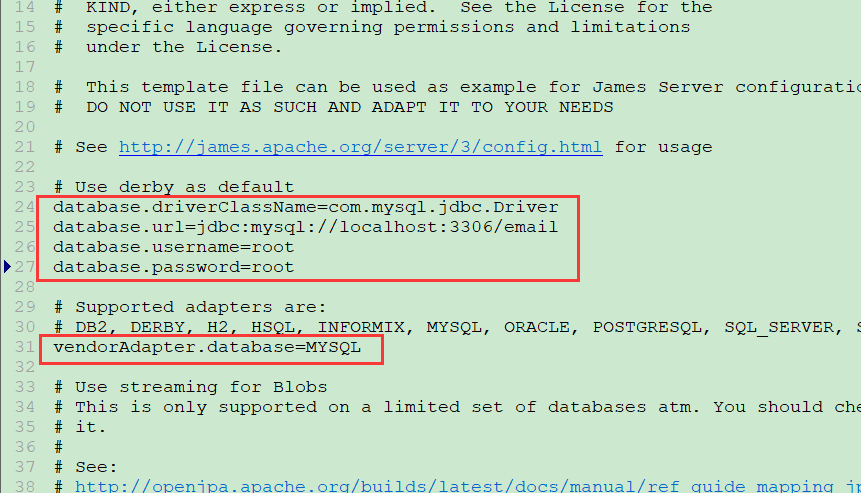 14 #  KIND, either express or implied.  See the License for the
15 #  specific language governing permissions and limitations
16 #  under the License.
17
18 #  This template file can be used as example for James Server configuratio
19 #  DO NOT USE IT AS SUCH AND ADAPT IT TO YOUR NEEDS
20
21 # See http://james.apache.org/server/3/config.html for usage
22
23 # Use derby as default
24 database.driverClassName=com.mysql.jdbc.Driver
25 database.url=jdbc:mysql://localhost:3306/email
26 database.username=root
27 database.password=root
28
29 # Supported adapters are:
30 # DB2, DERBY, H2, HSQL, INFORMIX, MYSQL, ORACLE, POSTGRESQL, SQL_SERVER, S
31 vendorAdapter.database=MYSQL
32
33 # Use streaming for Blobs
34 # This is only supported on a limited set of databases atm. You should che
35 # it.
36 #
37 # See:
38 # http://openjpa.apache.org/builds/latest/docs/manual/ref_guide_mapping_jp